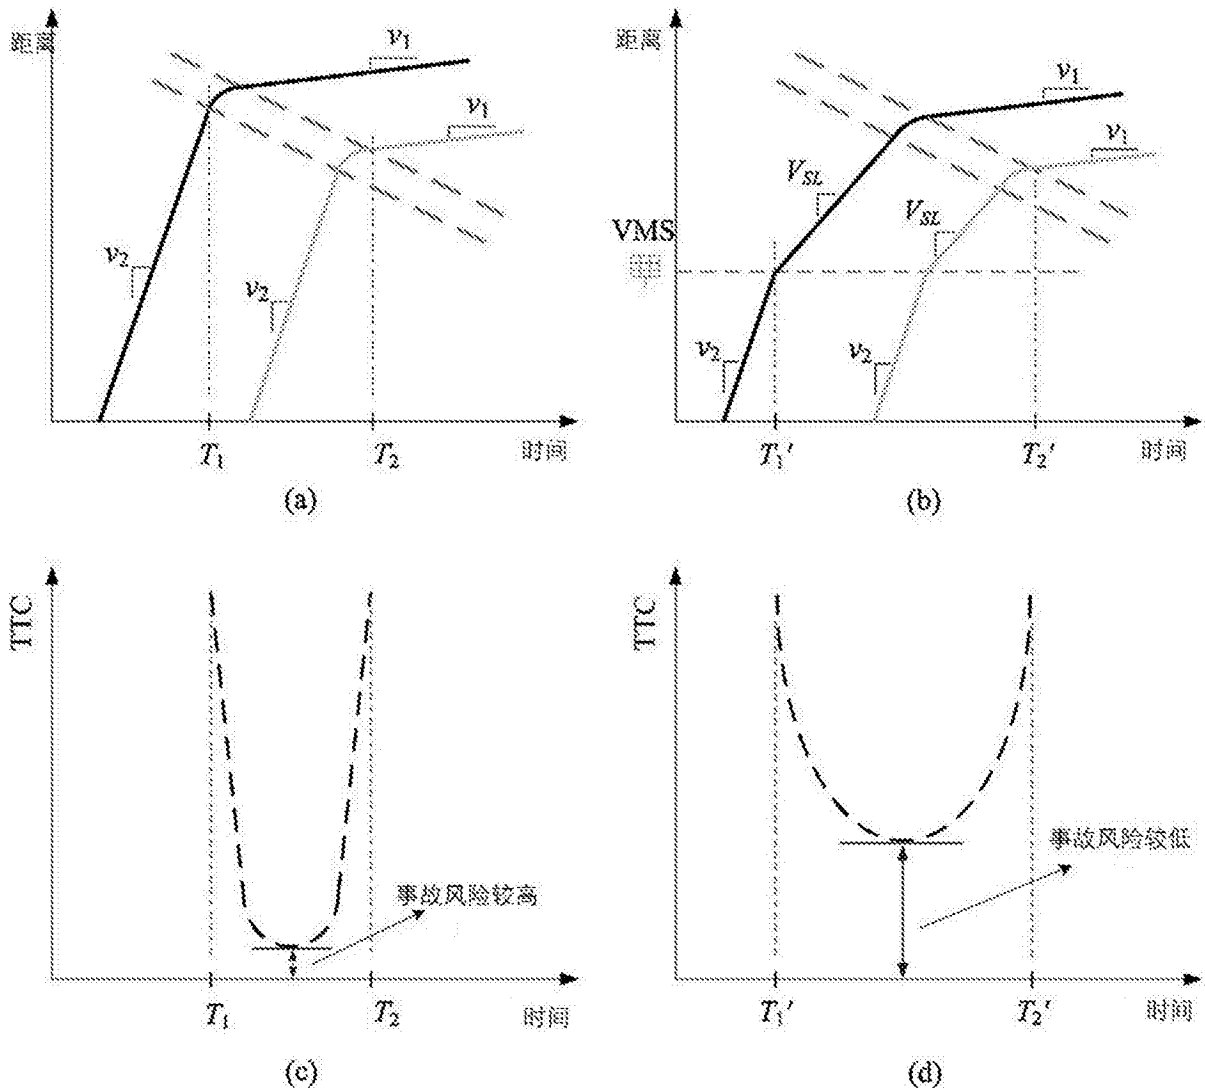 距离
v₁
v₁
v₂
v₂
T₁
T₂
时间
(a)
距离
v₁
V_SL
v₁
V_SL
VMS
v₂
v₂
T₁'
T₂'
时间
(b)
TTC
事故风险较高
T₁
T₂
时间
(c)
TTC
事故风险较低
T₁'
T₂'
时间
(d)